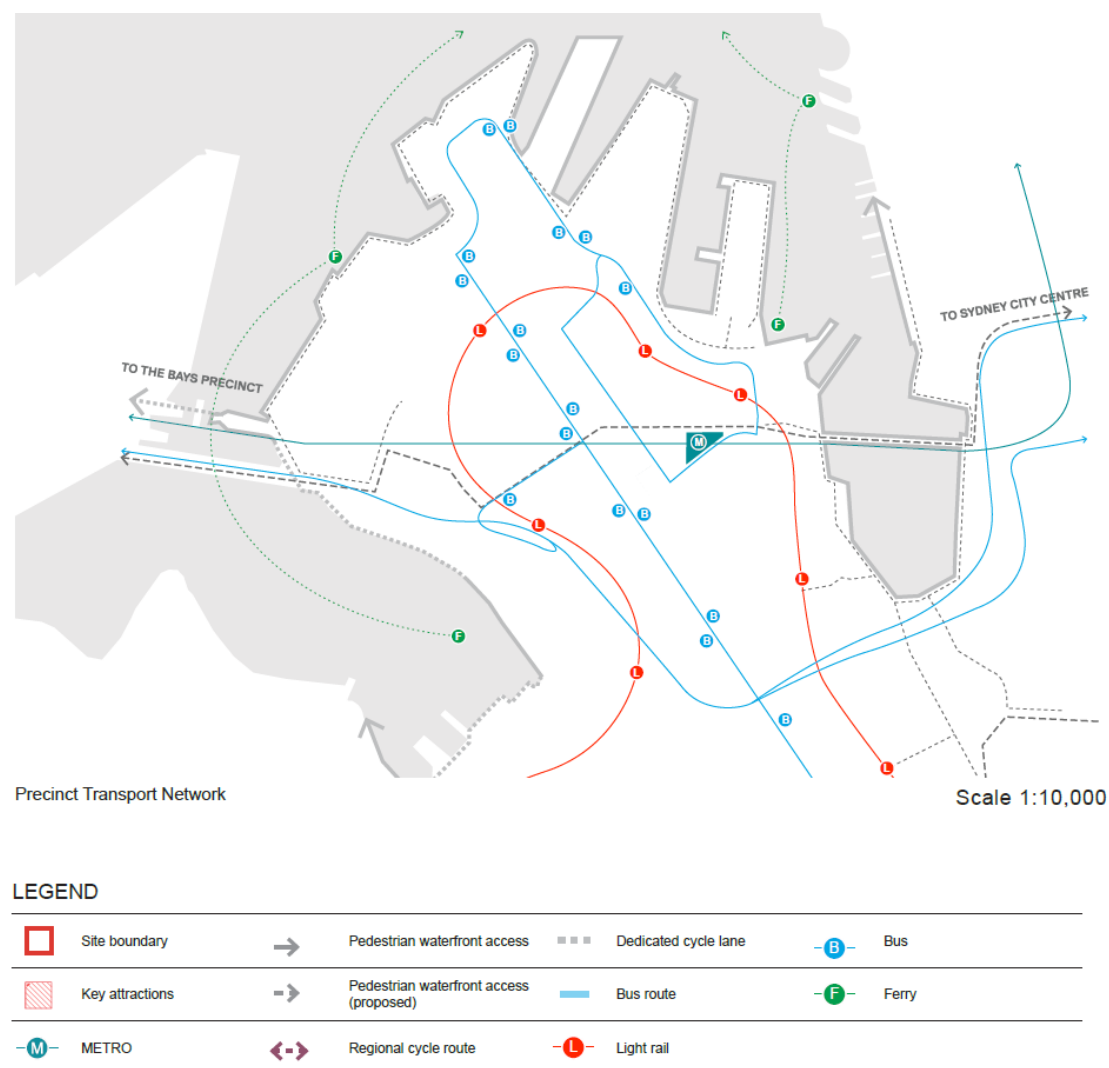 F
B
B
B
B
F
B
B
B
TO SYDNEY CITY CENTRE
F
L
B
B
L
TO THE BAYS PRECINCT
L
B
B
M
B
B
B
L
L
B
B
F
L
B
L
Precinct Transport Network
Scale 1:10,000
LEGEND
Site boundary
Pedestrian waterfront access
Dedicated cycle lane
B
Bus
Key attractions
Pedestrian waterfront access
(proposed)
Bus route
F
Ferry
M
METRO
Regional cycle route
L
Light rail